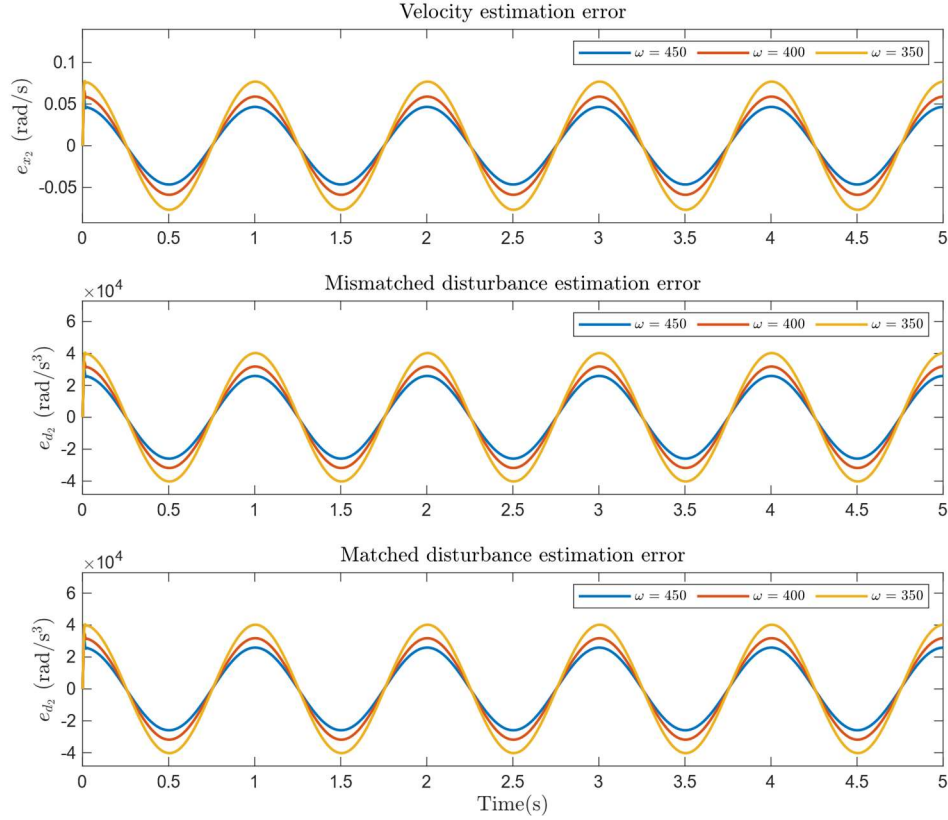 Velocity estimation error
ω = 450 ω = 400 ω = 350
0.1
0.05
0
-0.05
e_{x_2} (rad/s)
0 0.5 1 1.5 2 2.5 3 3.5 4 4.5 5
Mismatched disturbance estimation error
×10^4
ω = 450 ω = 400 ω = 350
6
4
2
0
-2
-4
e_{d_2} (rad/s^3)
0 0.5 1 1.5 2 2.5 3 3.5 4 4.5 5
Matched disturbance estimation error
×10^4
ω = 450 ω = 400 ω = 350
6
4
2
0
-2
-4
e_{d_2} (rad/s^3)
0 0.5 1 1.5 2 2.5 3 3.5 4 4.5 5
Time(s)